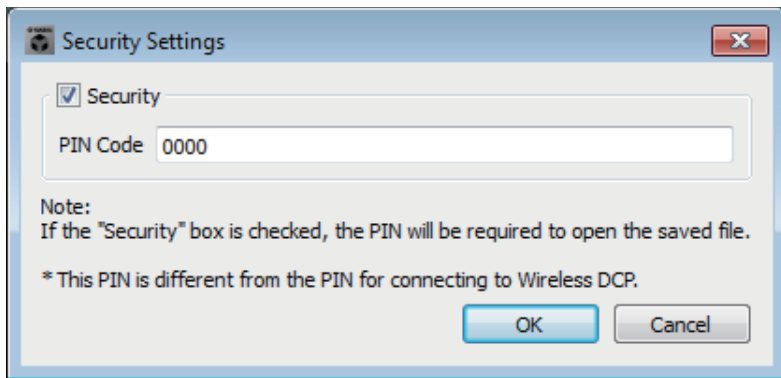 Security Settings
Security
PIN Code 0000
Note:
If the "Security" box is checked, the PIN will be required to open the saved file.
* This PIN is different from the PIN for connecting to Wireless DCP.
OK Cancel